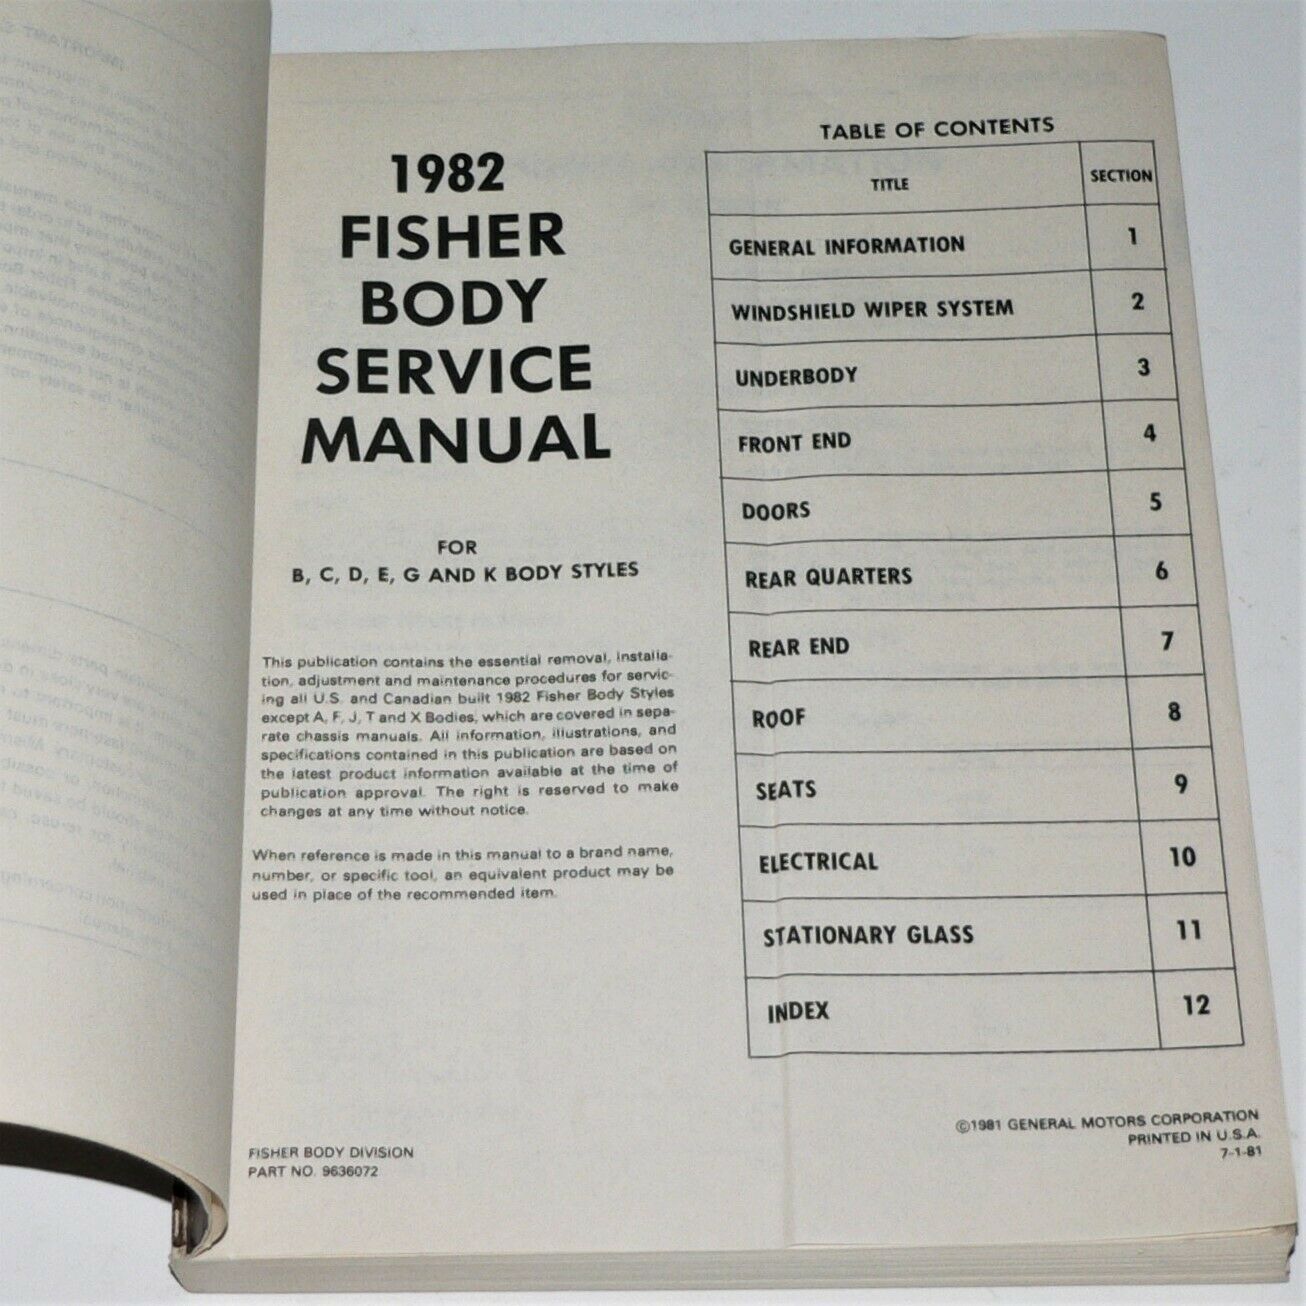 1982
FISHER
BODY
SERVICE
MANUAL
FOR
B, C, D, E, G AND K BODY STYLES
This publication contains the essential removal, installa-
tion, adjustment and maintenance procedures for servic-
ing all U.S. and Canadian built 1982 Fisher Body Styles
except A, F, J, T and X Bodies, which are covered in sepa-
rate chassis manuals. All information, illustrations, and
specifications contained in this publication are based on
the latest product information available at the time of
publication approval. The right is reserved to make
changes at any time without notice.
When reference is made in this manual to a brand name,
number, or specific tool, an equivalent product may be
used in place of the recommended item.
FISHER BODY DIVISION
PART NO. 9636072
TABLE OF CONTENTS
TITLE SECTION
GENERAL INFORMATION 1
WINDSHIELD WIPER SYSTEM 2
UNDERBODY 3
FRONT END 4
DOORS 5
REAR QUARTERS 6
REAR END 7
ROOF 8
SEATS 9
ELECTRICAL 10
STATIONARY GLASS 11
INDEX 12
©1981 GENERAL MOTORS CORPORATION
PRINTED IN U.S.A.
7-1-81